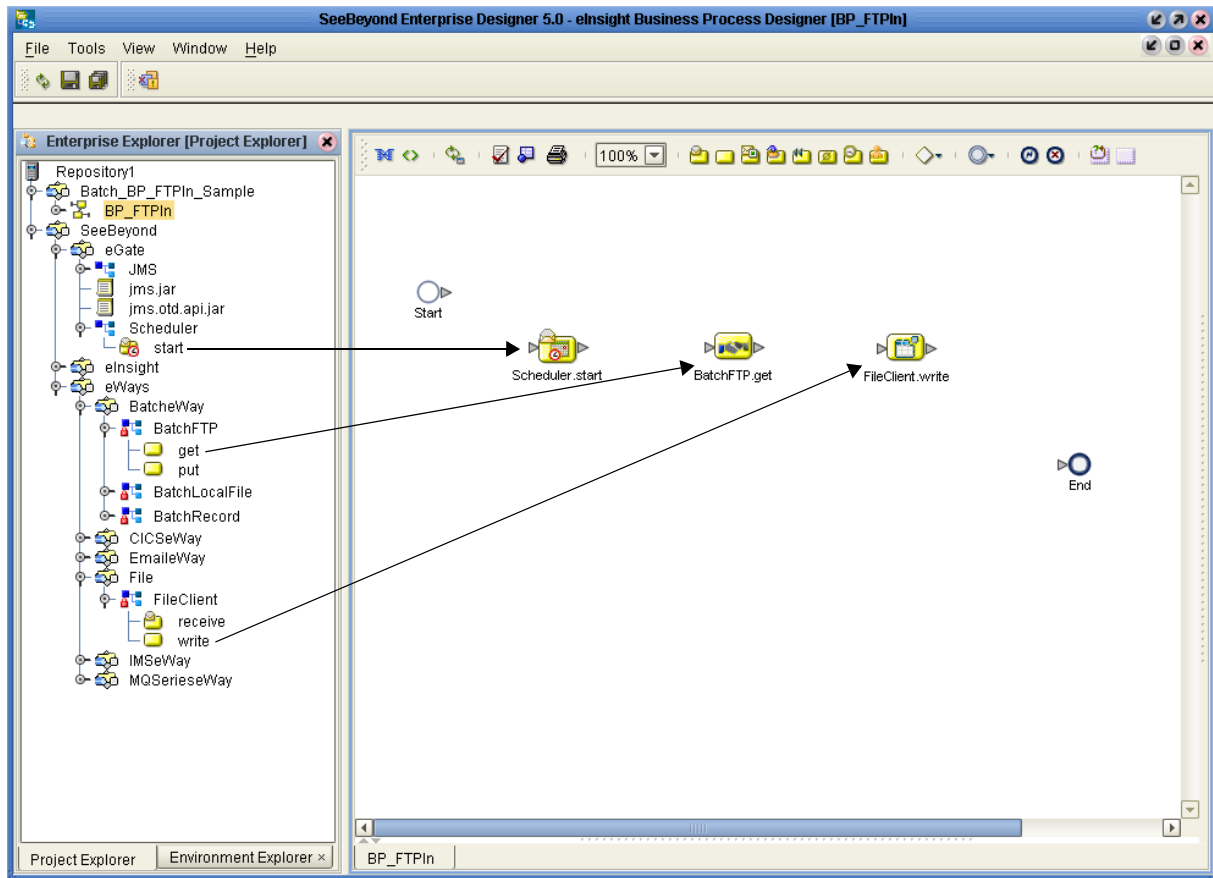 SeeBeyond Enterprise Designer 5.0 - eInsight Business Process Designer [BP_FTPIn]
File Tools View Window Help
Enterprise Explorer [Project Explorer]
100%
Repository1
Batch_BP_FTPIn_Sample
BP_FTPIn
SeeBeyond
eGate
JMS
jms.jar
jms.otd.api.jar
Scheduler
start
eInsight
eWays
BatcheWay
BatchFTP
get
put
BatchLocalFile
BatchRecord
CICSeWay
EmaileWay
File
FileClient
receive
write
IMSeWay
MQSerieseWay
Start
Scheduler.start
BatchFTP.get
FileClient.write
End
Project Explorer
Environment Explorer
BP_FTPIn